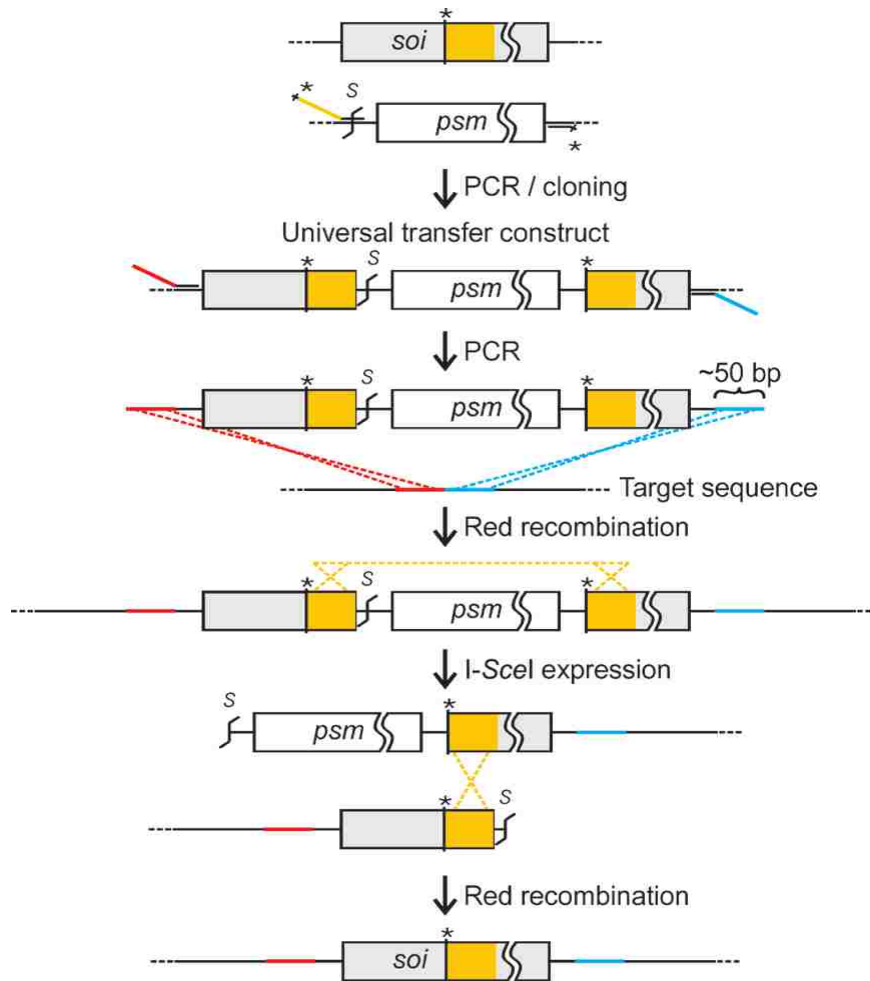 *
soi
* S
psm
*
PCR / cloning
Universal transfer construct
* S *
psm
PCR
* S * ~50 bp
psm
Target sequence
Red recombination
* S *
psm
I-SceI expression
S *
psm
* S
Red recombination
*
soi